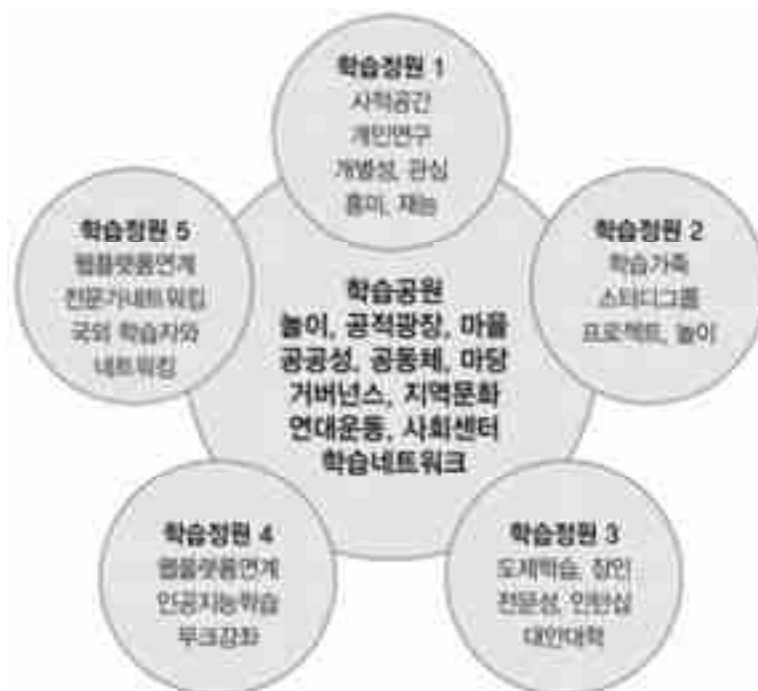 학습정원 1
사적공간
개인연구
개별성, 관심
흥미, 재능
학습정원 2
학습가족
스터디그룹
프로젝트, 놀이
학습정원 3
도제학습, 장인
전문성, 인턴십
대안대학
학습정원 4
웹플랫폼연계
인공지능학습
무크강좌
학습정원 5
웹플랫폼연계
전문가네트워킹
국외 학습자와
네트워킹
학습공원
놀이, 공적광장, 마을
공공성, 공동체, 마당
거버넌스, 지역문화
연대운동, 사회센터
학습네트워크